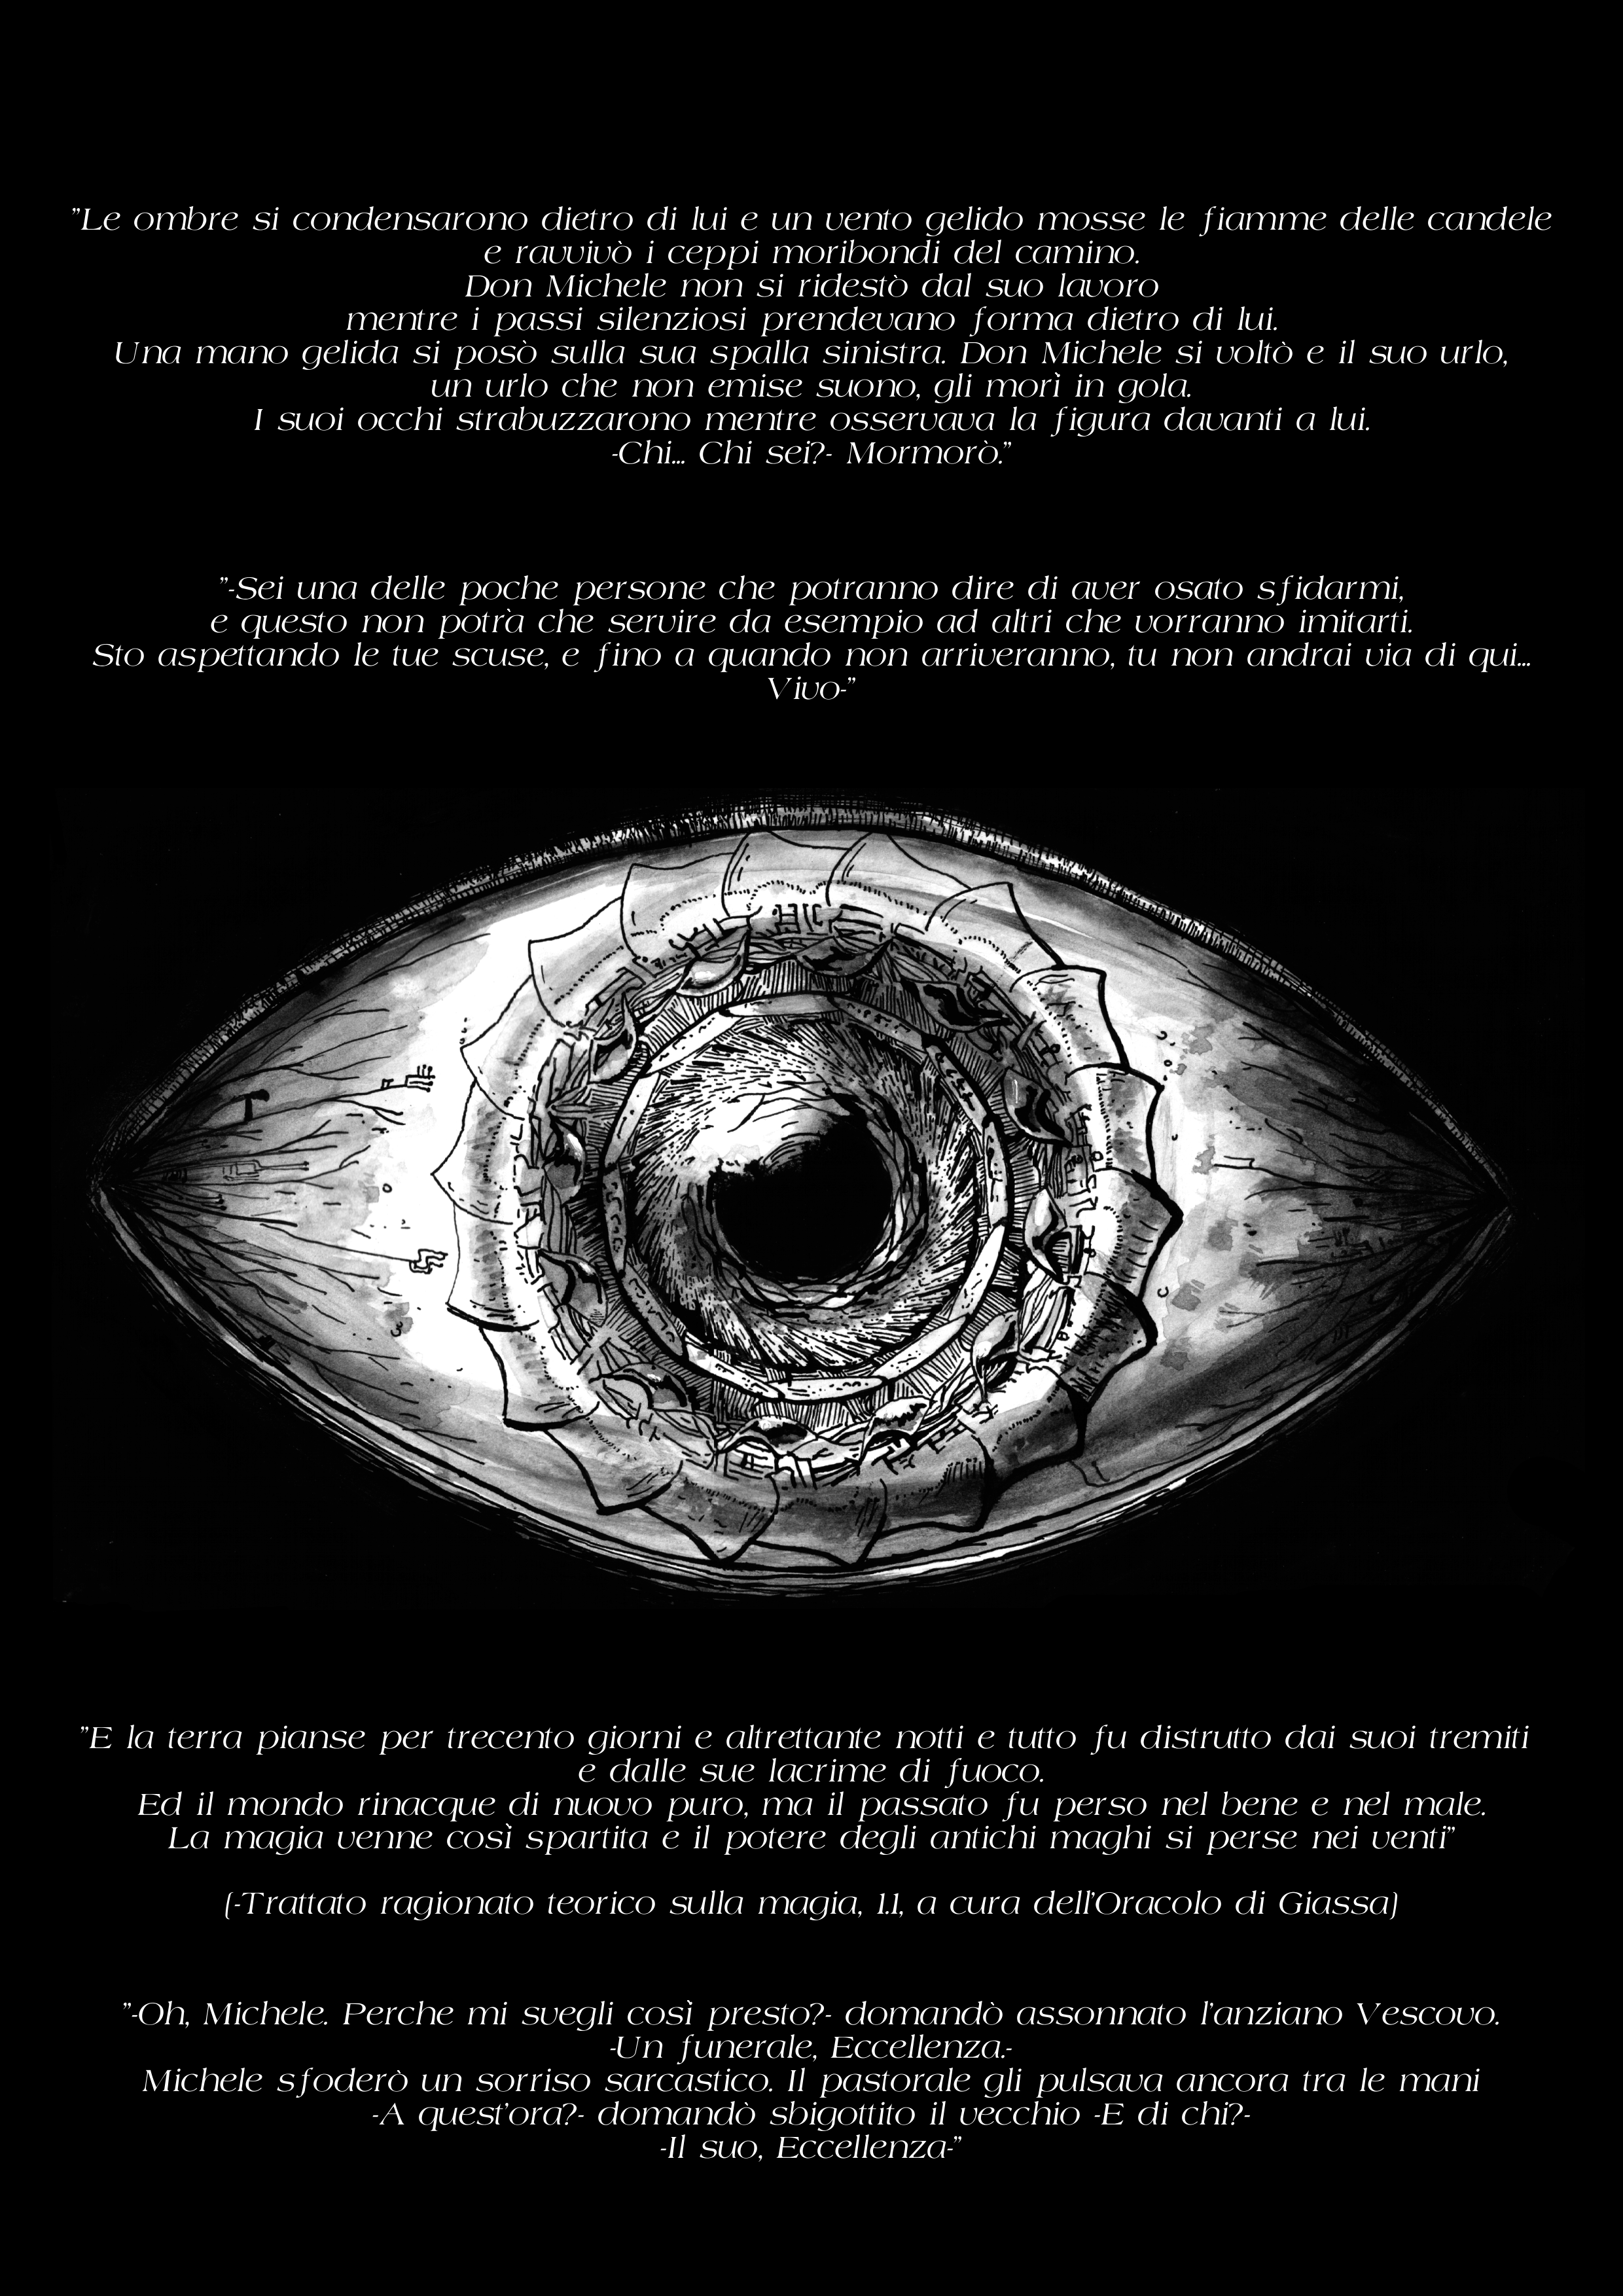 "Le ombre si condensarono dietro di lui e un vento gelido mosse le fiamme delle candele
e ravvivò i ceppi moribondi del camino.
Don Michele non si ridestò dal suo lavoro
mentre i passi silenziosi prendevano forma dietro di lui.
Una mano gelida si posò sulla sua spalla sinistra. Don Michele si voltò e il suo urlo,
un urlo che non emise suono, gli morì in gola.
I suoi occhi strabuzzarono mentre osservava la figura davanti a lui.
-Chi... Chi sei?- Mormorò."
"-Sei una delle poche persone che potranno dire di aver osato sfidarmi,
e questo non potrà che servire da esempio ad altri che vorranno imitarti.
Sto aspettando le tue scuse, e fino a quando non arriveranno, tu non andrai via di qui...
Vivo-"
"E la terra pianse per trecento giorni e altrettante notti e tutto fu distrutto dai suoi tremiti
e dalle sue lacrime di fuoco.
Ed il mondo rinacque di nuovo puro, ma il passato fu perso nel bene e nel male.
La magia venne così spartita e il potere degli antichi maghi si perse nei venti"
(-Trattato ragionato teorico sulla magia, 1.1, a cura dell'Oracolo di Giassa)
"-Oh, Michele. Perche mi svegli così presto?- domandò assonnato l'anziano Vescovo.
-Un funerale, Eccellenza.-
Michele sfoderò un sorriso sarcastico. Il pastorale gli pulsava ancora tra le mani
-A quest'ora?- domandò sbigottito il vecchio -E di chi?-
-Il suo, Eccellenza-"